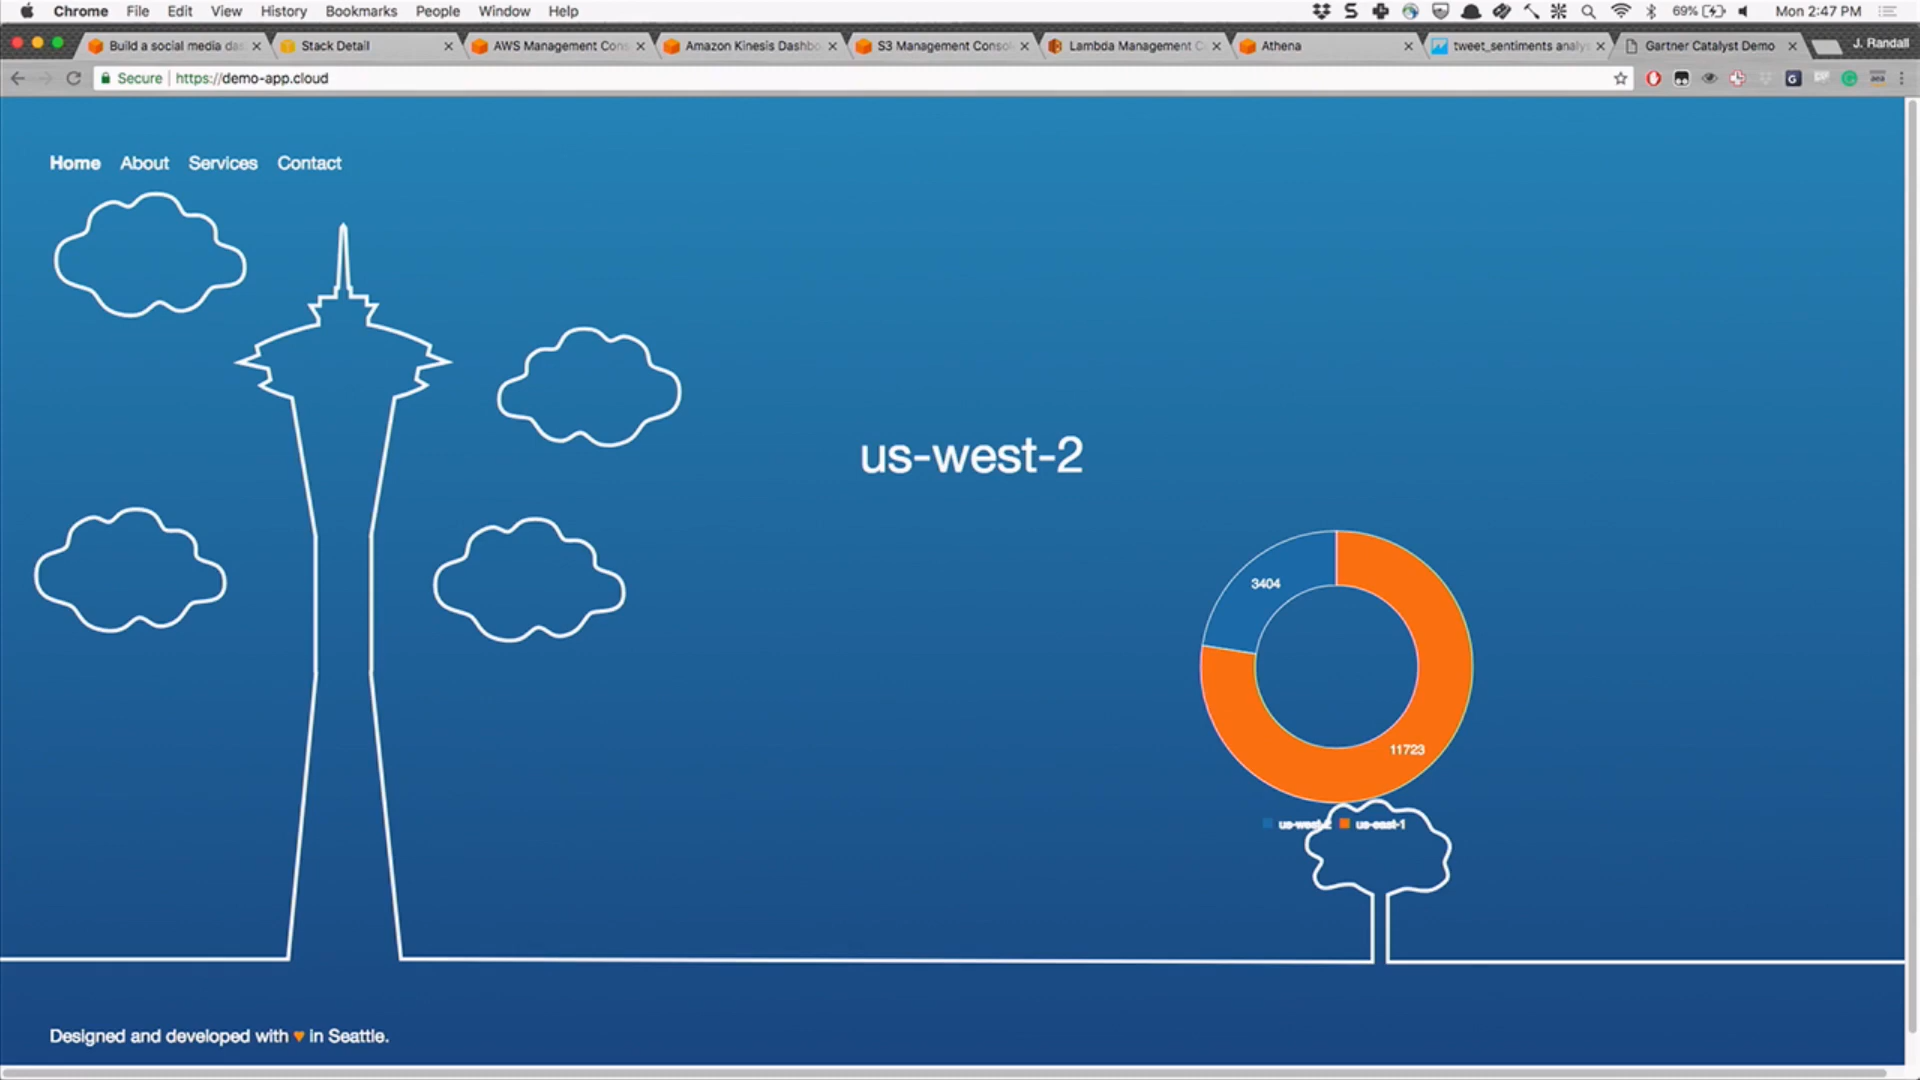 Chrome File Edit View History Bookmarks People Window Help 69% Mon 2:47 PM
Build a social media das Stack Detail AWS Management Cons Amazon Kinesis Dashbo S3 Management Consol Lambda Management C Athena tweet_sentiments analys Gartner Catalyst Demo J. Randall
Secure https://demo-app.cloud
Home About Services Contact
us-west-2
3404
11723
us-west-2 us-east-1
Designed and developed with ♥ in Seattle.